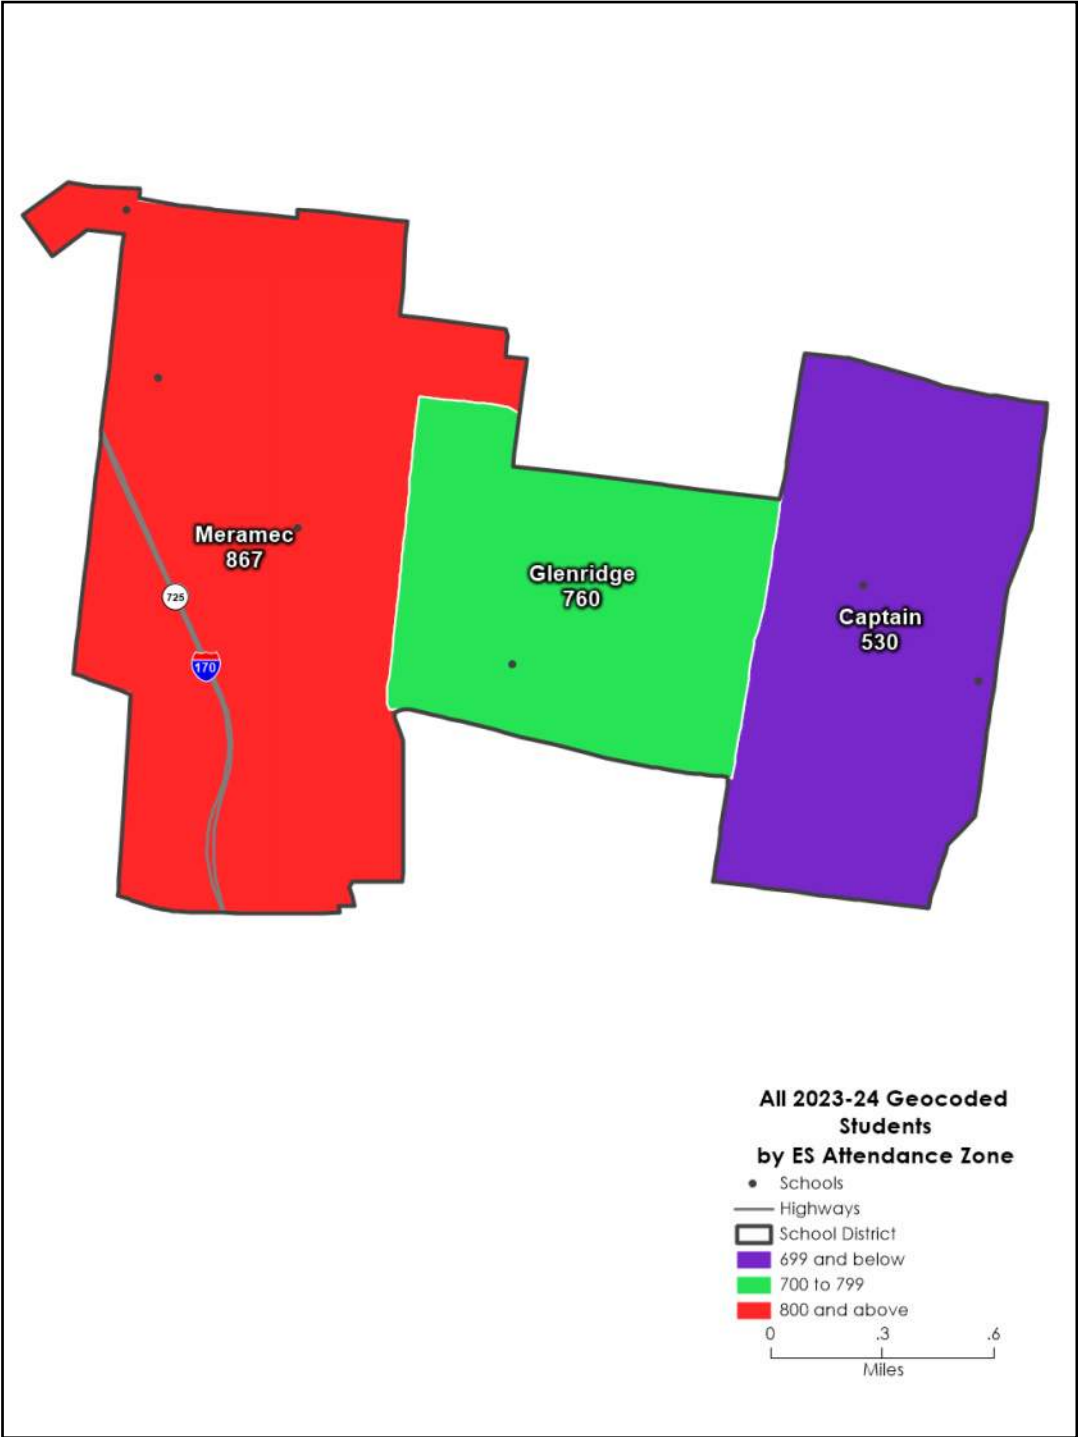 Meramec
867
Glenridge
760
Captain
530
725
170
All 2023-24 Geocoded
Students
by ES Attendance Zone
Schools
Highways
School District
699 and below
700 to 799
800 and above
0 .3 .6
Miles